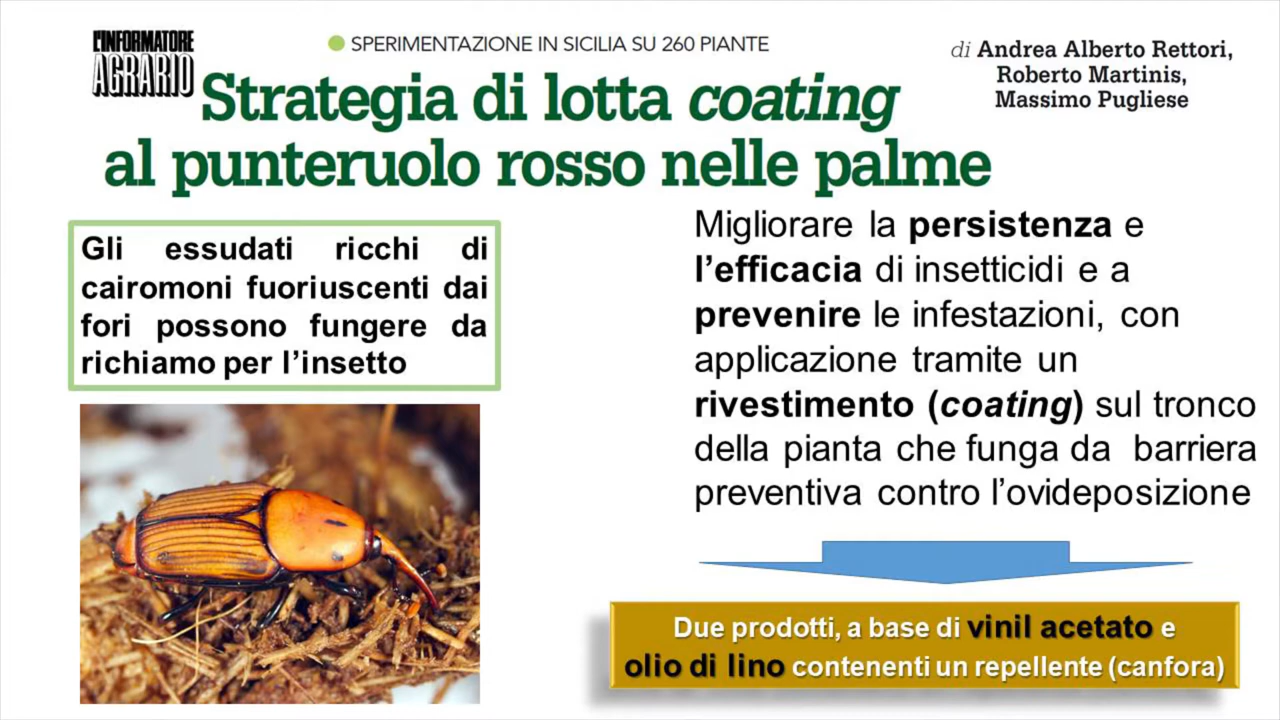 L'INFORMATORE
AGRARIO
SPERIMENTAZIONE IN SICILIA SU 260 PIANTE
di Andrea Alberto Rettori,
Roberto Martinis,
Massimo Pugliese
Strategia di lotta coating
al punteruolo rosso nelle palme
Gli essudati ricchi di
cairomoni fuoriuscenti dai
fori possono fungere da
richiamo per l'insetto
Migliorare la persistenza e
l'efficacia di insetticidi e a
prevenire le infestazioni, con
applicazione tramite un
rivestimento (coating) sul tronco
della pianta che funga da barriera
preventiva contro l'ovideposizione
Due prodotti, a base di vinil acetato e
olio di lino contenenti un repellente (canfora)